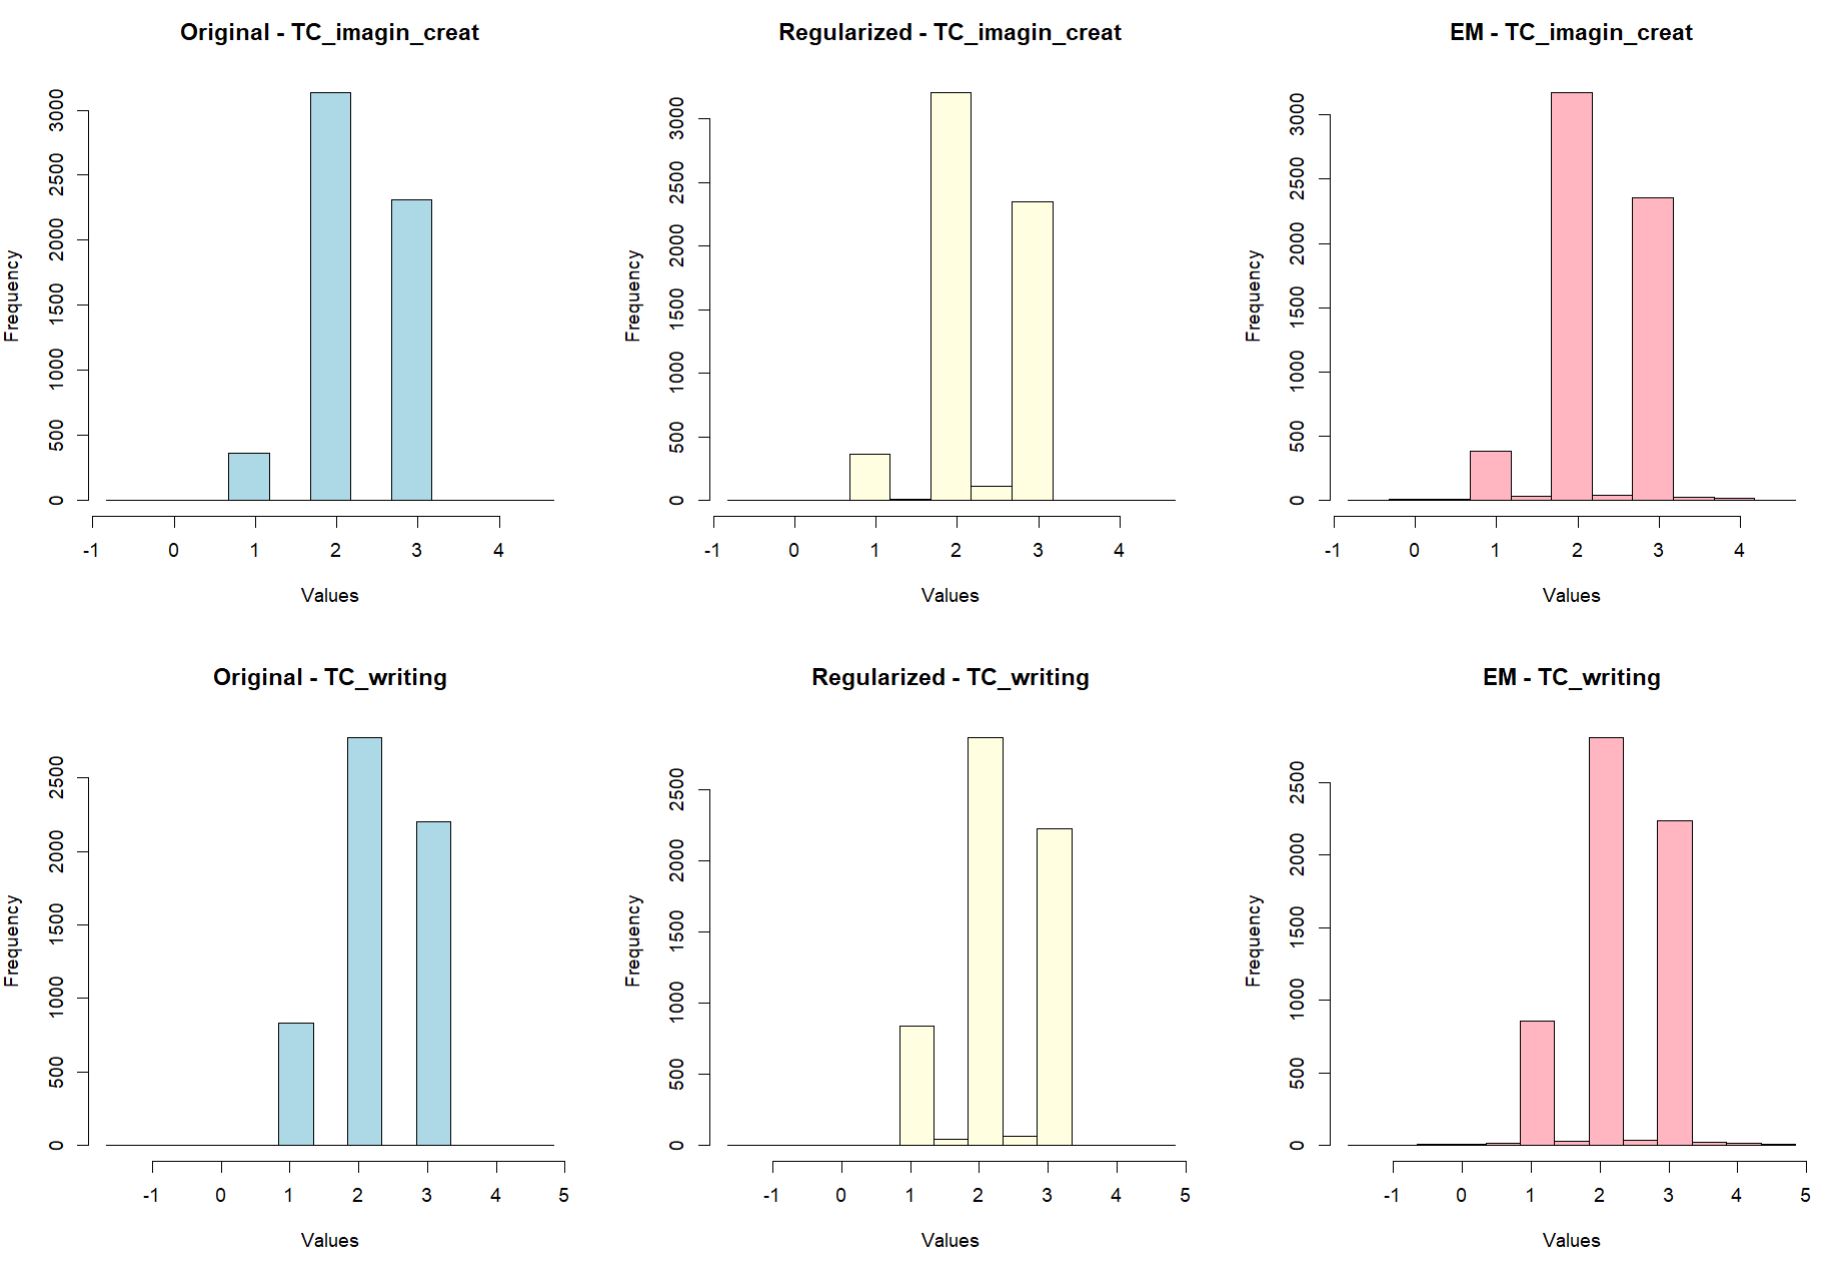 Original - TC_imagin_creat
Regularized - TC_imagin_creat
EM - TC_imagin_creat
Frequency
0 500 1000 1500 2000 2500 3000
-1 0 1 2 3 4
Values
Frequency
0 500 1000 1500 2000 2500 3000
-1 0 1 2 3 4
Values
Frequency
0 500 1000 1500 2000 2500 3000
-1 0 1 2 3 4
Values
Original - TC_writing
Regularized - TC_writing
EM - TC_writing
Frequency
0 500 1000 1500 2000 2500
-1 0 1 2 3 4 5
Values
Frequency
0 500 1000 1500 2000 2500
-1 0 1 2 3 4 5
Values
Frequency
0 500 1000 1500 2000 2500
-1 0 1 2 3 4 5
Values